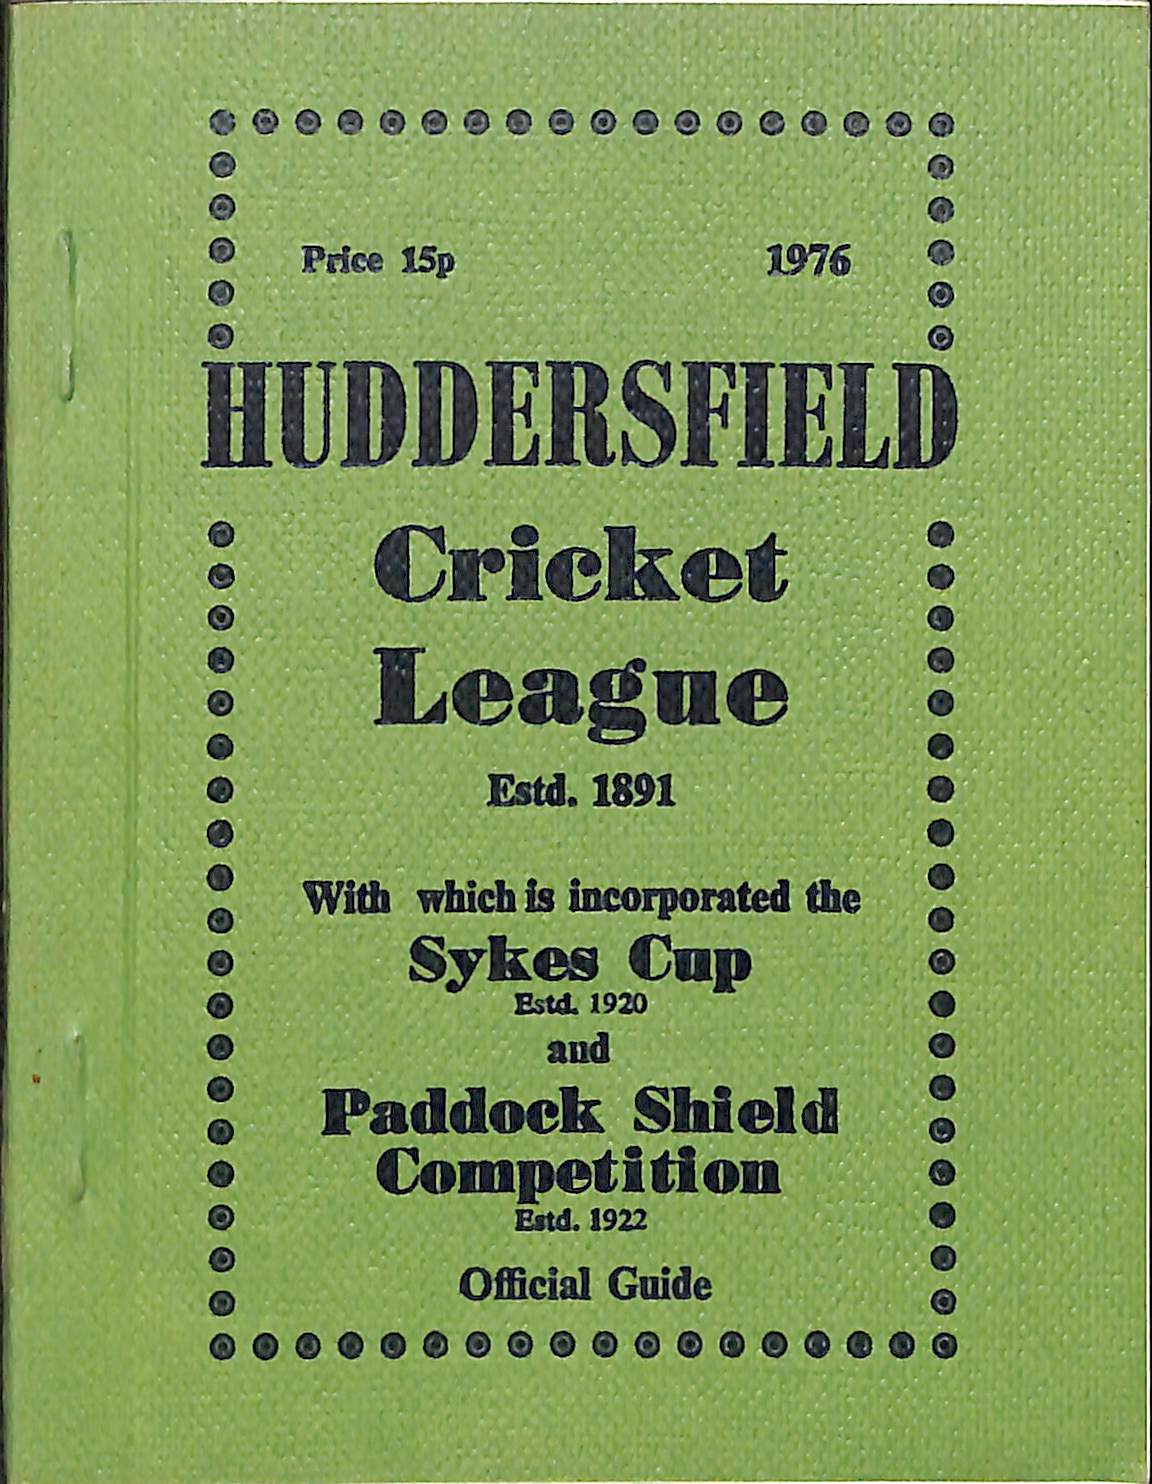 Price 15p 1976
HUDDERSFIELD
Cricket
League
Estd. 1891
With which is incorporated the
Sykes Cup
Estd. 1920
and
Paddock Shield
Competition
Estd. 1922
Official Guide